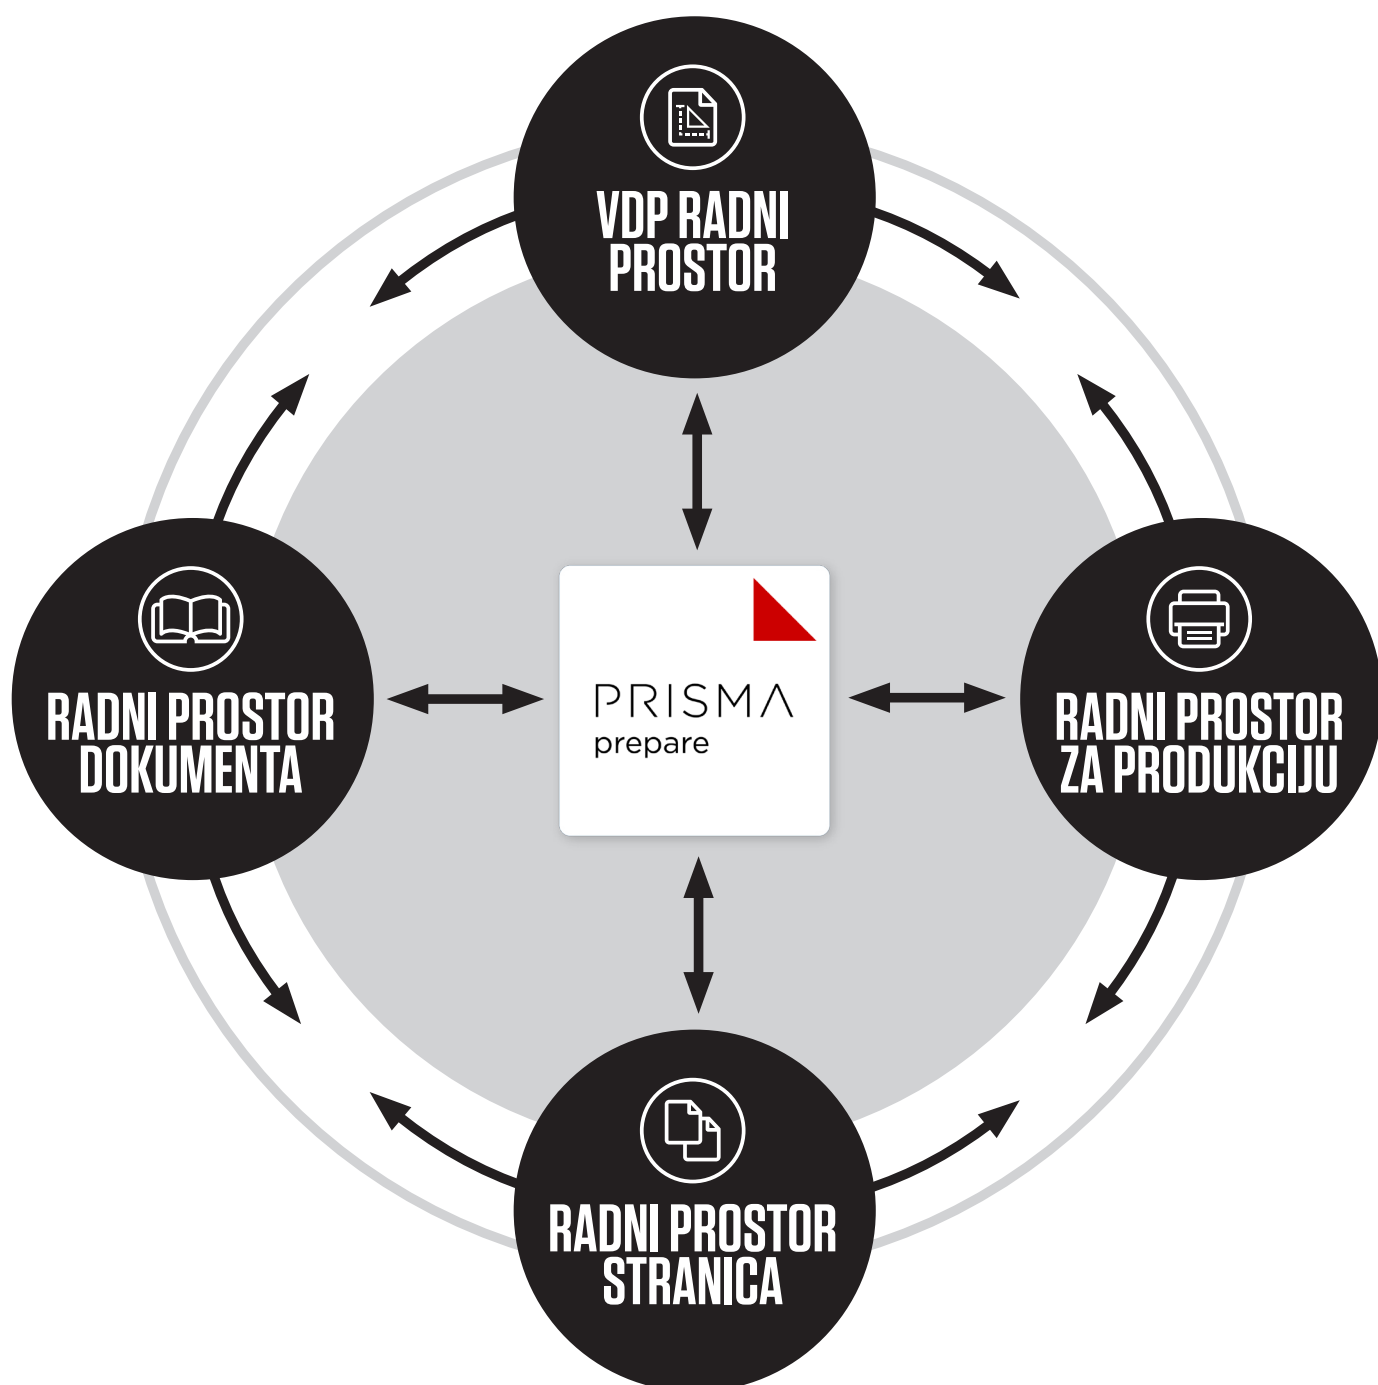 VDP RADNI
PROSTOR
RADNI PROSTOR
DOKUMENTA
PRISMA
prepare
RADNI PROSTOR
ZA PRODUKCIJU
RADNI PROSTOR
STRANICA